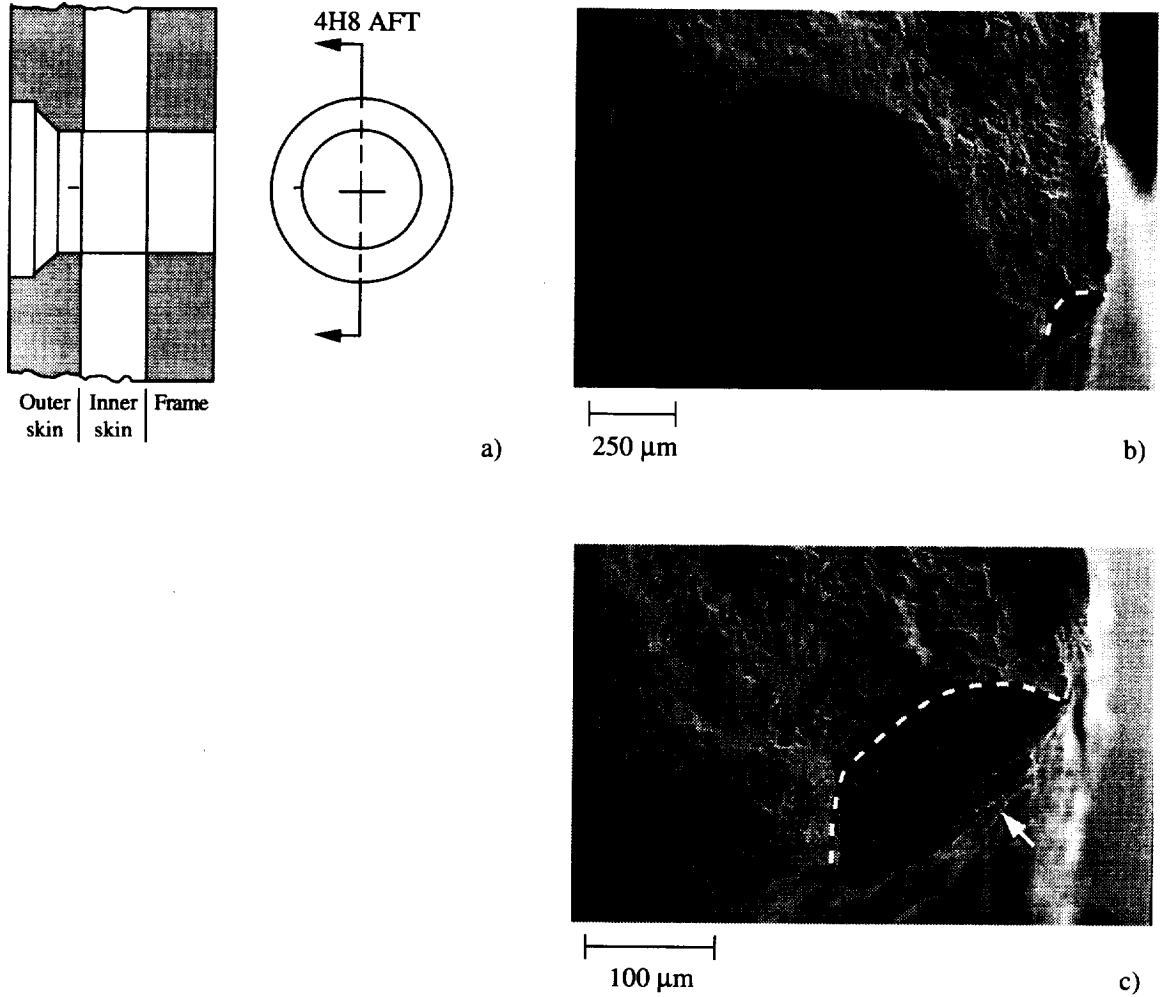 4H8 AFT
Outer skin
Inner skin
Frame
a)
250 μm
b)
100 μm
c)